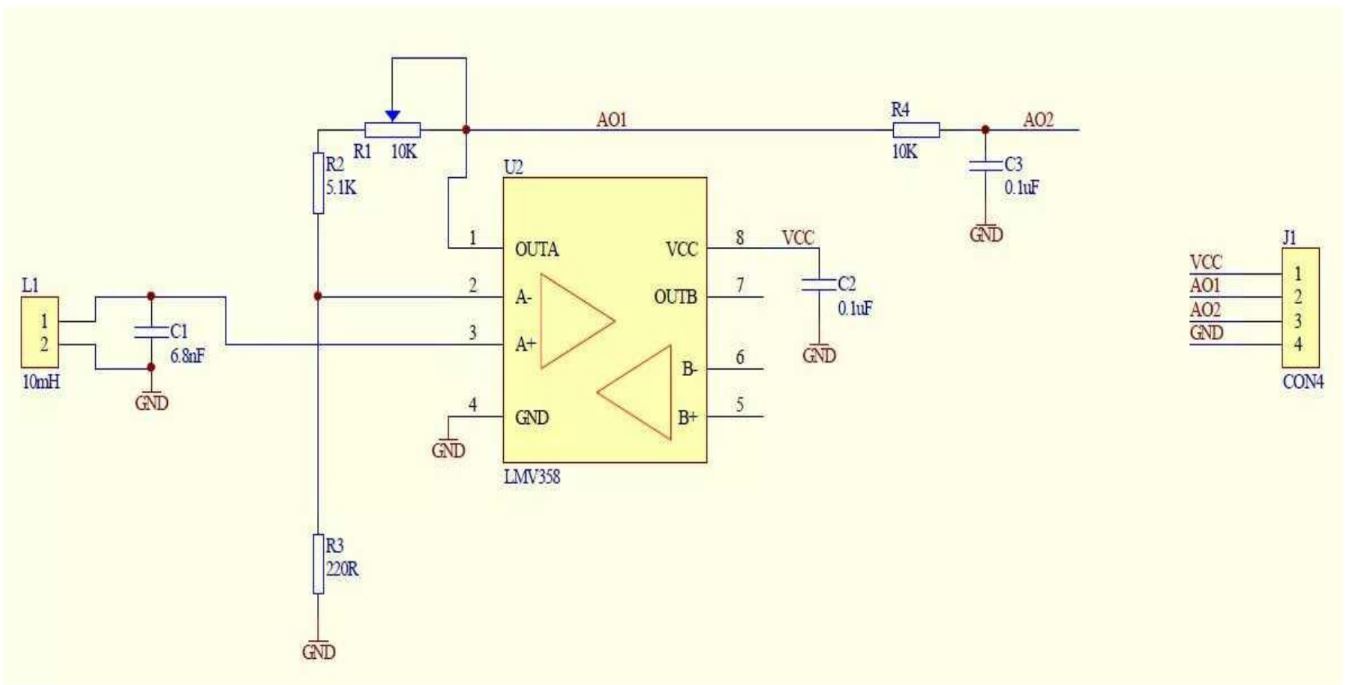 AO1
R4
AO2
R1 10K
10K
R2
5.1K
C3
0.1uF
U2
GND
1 OUTA
VCC 8 VCC
J1
L1
2 A-
OUTB 7
C2
0.1uF
VCC 1
AO1 2
AO2 3
GND 4
1
2
C1
6.8nF
3 A+
B- 6
GND
10mH
CON4
GND
4 GND
B+ 5
GND
LMV358
R3
220R
GND